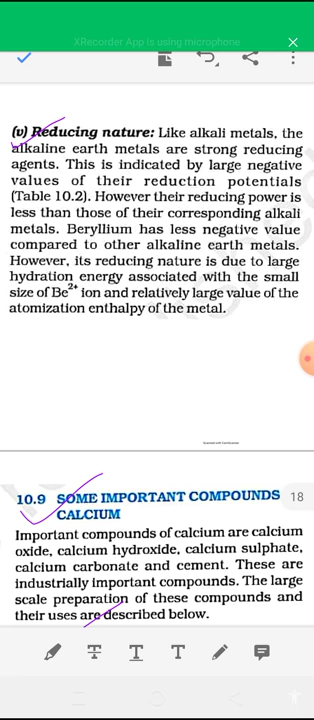 XRecorder App is using microphone
(v) Reducing nature: Like alkali metals, the
alkaline earth metals are strong reducing
agents. This is indicated by large negative
values of their reduction potentials
(Table 10.2). However their reducing power is
less than those of their corresponding alkali
metals. Beryllium has less negative value
compared to other alkaline earth metals.
However, its reducing nature is due to large
hydration energy associated with the small
size of Be²⁺ ion and relatively large value of the
atomization enthalpy of the metal.
10.9 SOME IMPORTANT COMPOUNDS
CALCIUM
18
Important compounds of calcium are calcium
oxide, calcium hydroxide, calcium sulphate,
calcium carbonate and cement. These are
industrially important compounds. The large
scale preparation of these compounds and
their uses are described below.